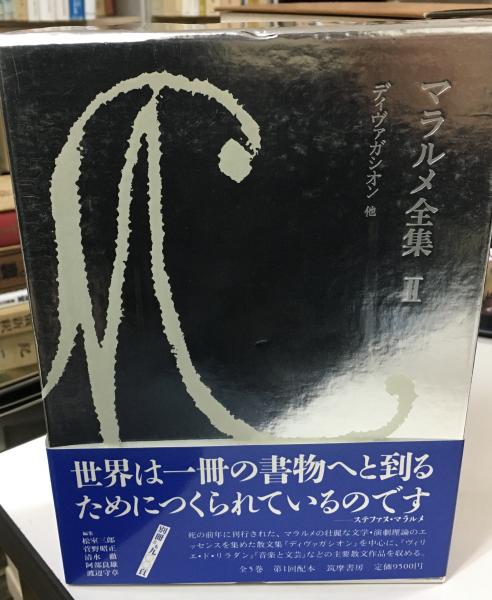 マラルメ全集 Ⅱ
ディヴァガシオン 他
世界は一冊の書物へと到る
ためにつくられているのです
――ステファヌ・マラルメ
編集
松室三郎
菅野昭正
清水 徹
阿部良雄
渡辺守章
死の前年に刊行された、マラルメの壮麗な文学・演劇理論のエ
ッセンスを集めた散文集『ディヴァガシオン』を中心に、『ヴィリ
エ・ド・リラダン』『音楽と文芸』などの主要散文作品を収める。
全5巻 第1回配本 筑摩書房 定価9500円